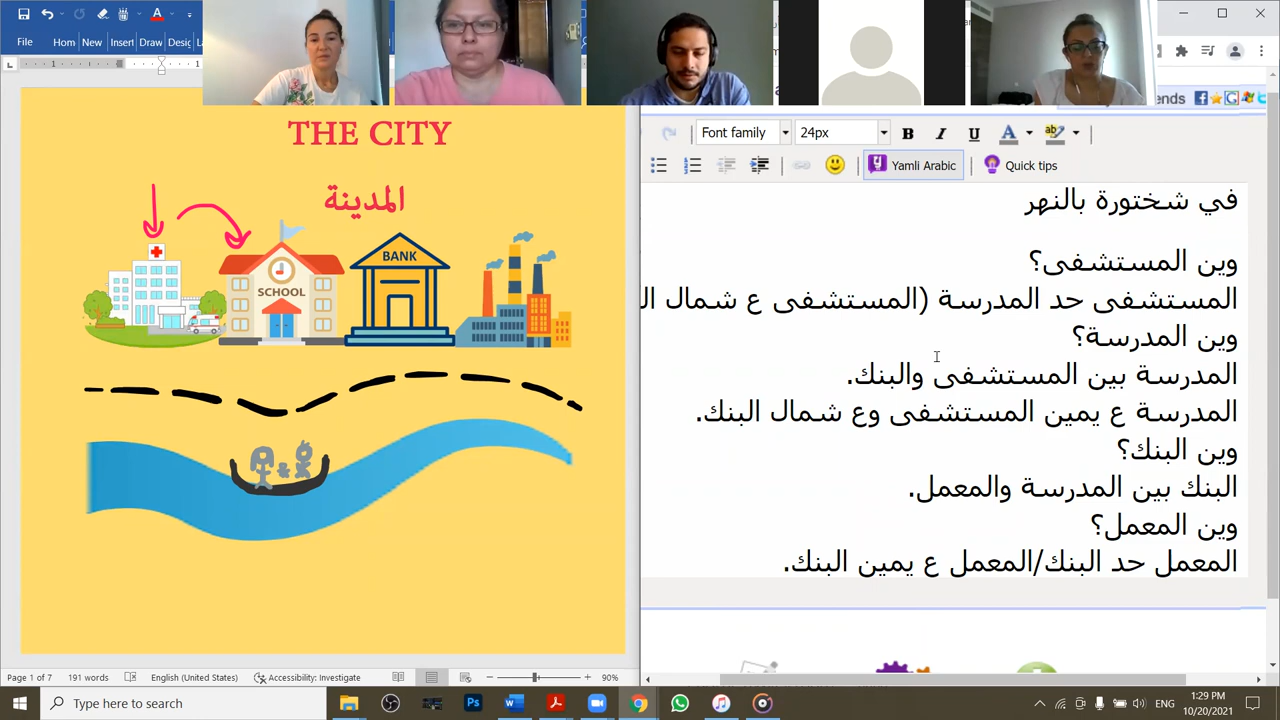 File Hom New Insert Draw Desig
THE CITY
المدينة
SCHOOL
BANK
Page 1 of 7 191 words English (United States) Accessibility: Investigate 90%
ends
Font family 24px B I U A ab
Yamli Arabic Quick tips
في شختورة بالنهر
وين المستشفى؟
المستشفى حد المدرسة (المستشفى ع شمال
وين المدرسة؟
المدرسة بين المستشفى والبنك.
المدرسة ع يمين المستشفى وع شمال البنك.
وين البنك؟
البنك بين المدرسة والمعمل.
وين المعمل؟
المعمل حد البنك/المعمل ع يمين البنك.
Type here to search
ENG
1:29 PM
10/20/2021